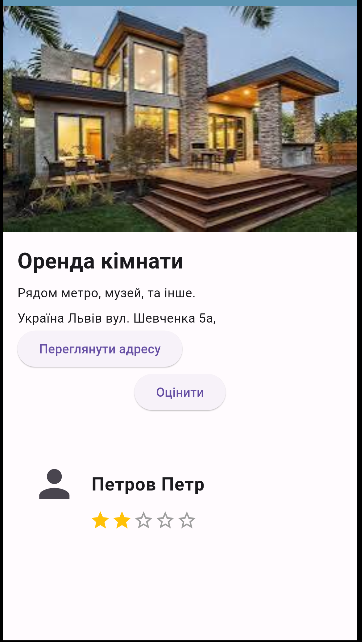 Оренда кімнати
Рядом метро, музей, та інше.
Україна Львів вул. Шевченка 5а,
Переглянути адресу
Оцінити
Петров Петр